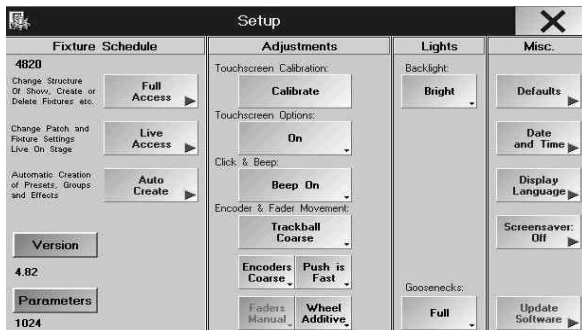 Setup
Fixture Schedule
4820
Change Structure
Of Show, Create or
Delete Fixtures etc.
Full
Access
Change Patch and
Fixture Settings
Live On Stage
Live
Access
Automatic Creation
of Presets, Groups
and Effects
Auto
Create
Version
4.82
Parameters
1024
Adjustments
Touchscreen Calibration:
Calibrate
Touchscreen Options:
On
Click & Beep:
Beep On
Encoder & Fader Movement:
Trackball
Coarse
Encoders
Coarse
Push is
Fast
Faders
Manual
Wheel
Additive
Lights
Backlight:
Bright
Goosenecks:
Full
Misc.
Defaults
Date
and Time
Display
Language
Screensaver:
Off
Update
Software